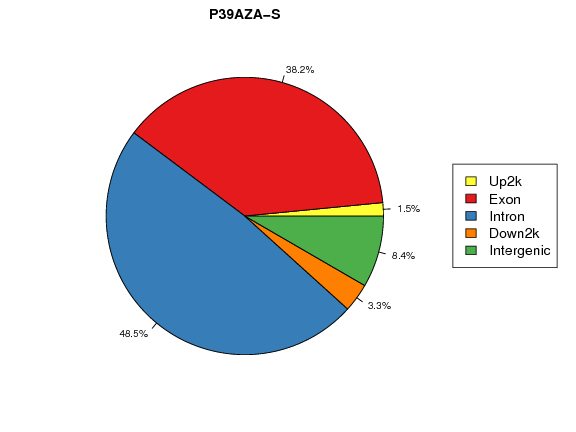 P39AZA−S
38.2%
1.5%
8.4%
3.3%
48.5%
Up2k
Exon
Intron
Down2k
Intergenic